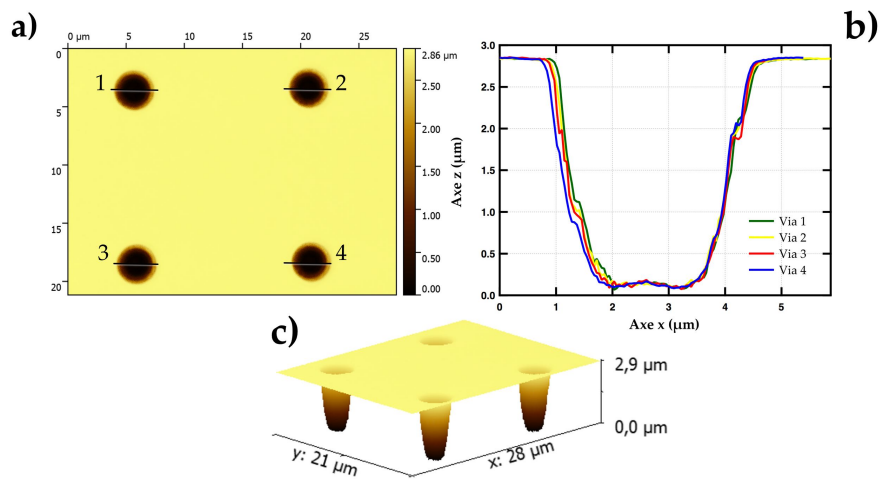 a)
0 μm 5 10 15 20 25
0
5
10
15
20
1
2
3
4
2.86 μm
2.50
2.00
1.50
1.00
0.50
0.00
b)
Axe z (μm)
3.0
2.5
2.0
1.5
1.0
0.5
0.0
Via 1
Via 2
Via 3
Via 4
0 1 2 3 4 5
Axe x (μm)
c)
2,9 μm
0,0 μm
y: 21 μm
x: 28 μm